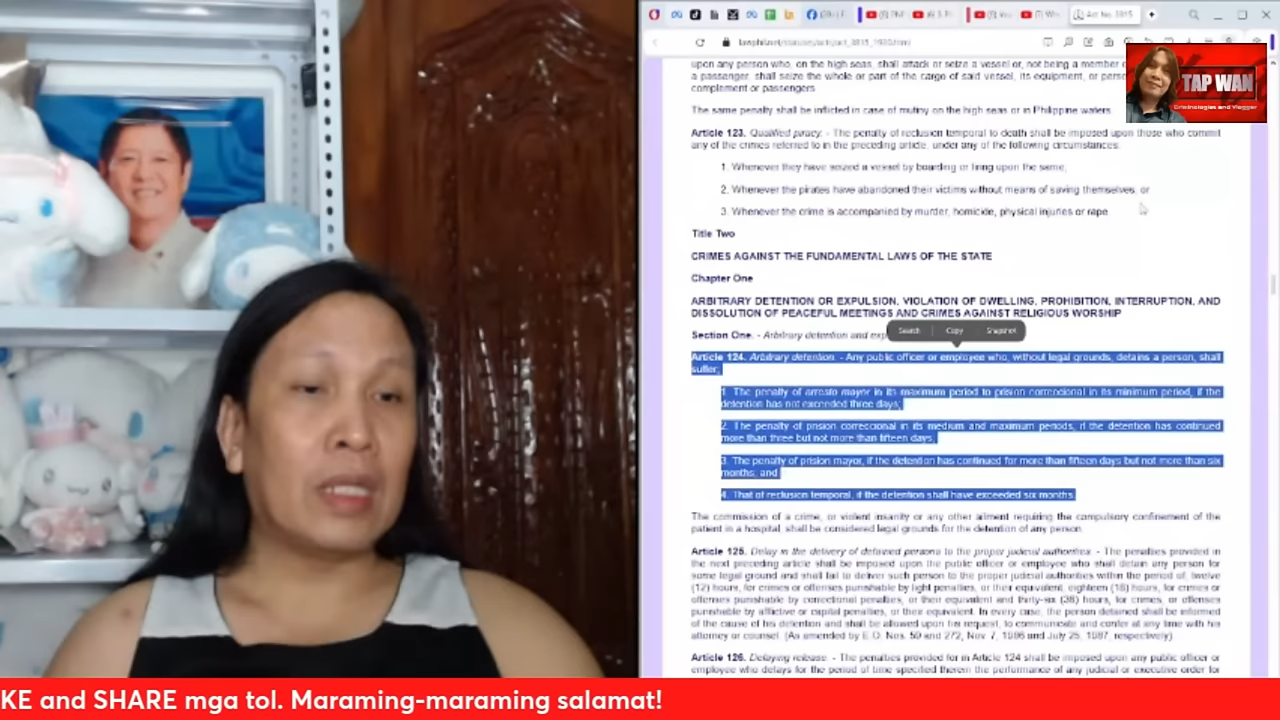 Act No. 3815
lawphil.net/statutes/acts/act_3815_1930.html
TAP WAN
Criminologist and Vlogger
upon any person who, on the high seas, shall attack or seize a vessel or, not being a member
a passenger, shall seize the whole or part of the cargo of said vessel, its equipment, or
complement or passengers.
The same penalty shall be inflicted in case of mutiny on the high seas or in Philippine waters.
Article 123. Qualified piracy. - The penalty of reclusion temporal to death shall be imposed upon those who commit
any of the crimes referred to in the preceding article, under any of the following circumstances:
1. Whenever they have seized a vessel by boarding or firing upon the same;
2. Whenever the pirates have abandoned their victims without means of saving themselves; or
3. Whenever the crime is accompanied by murder, homicide, physical injuries or rape.
Title Two
CRIMES AGAINST THE FUNDAMENTAL LAWS OF THE STATE
Chapter One
ARBITRARY DETENTION OR EXPULSION, VIOLATION OF DWELLING, PROHIBITION, INTERRUPTION, AND
DISSOLUTION OF PEACEFUL MEETINGS AND CRIMES AGAINST RELIGIOUS WORSHIP
Section One. - Arbitrary detention and exp
Search Copy Snapshot
Article 124. Arbitrary detention. - Any public officer or employee who, without legal grounds, detains a person, shall
suffer;
1. The penalty of arresto mayor in its maximum period to prision correccional in its minimum period, if the
detention has not exceeded three days;
2. The penalty of prision correccional in its medium and maximum periods, if the detention has continued
more than three but not more than fifteen days;
3. The penalty of prision mayor, if the detention has continued for more than fifteen days but not more than six
months; and
4. That of reclusion temporal, if the detention shall have exceeded six months.
The commission of a crime, or violent insanity or any other ailment requiring the compulsory confinement of the
patient in a hospital, shall be considered legal grounds for the detention of any person.
Article 125. Delay in the delivery of detained persons to the proper judicial authorities. - The penalties provided in
the next preceding article shall be imposed upon the public officer or employee who shall detain any person for
some legal ground and shall fail to deliver such person to the proper judicial authorities within the period of; twelve
(12) hours, for crimes or offenses punishable by light penalties, or their equivalent; eighteen (18) hours, for crimes or
offenses punishable by correctional penalties, or their equivalent and thirty-six (36) hours, for crimes, or offenses
punishable by afflictive or capital penalties, or their equivalent. In every case, the person detained shall be informed
of the cause of his detention and shall be allowed upon his request, to communicate and confer at any time with his
attorney or counsel. (As amended by E.O. Nos. 59 and 272, Nov. 7, 1986 and July 25, 1987, respectively).
Article 126. Delaying release. - The penalties provided for in Article 124 shall be imposed upon any public officer or
employee who delays for the period of time specified therein the performance of any judicial or executive order for
KE and SHARE mga tol. Maraming-maraming salamat!